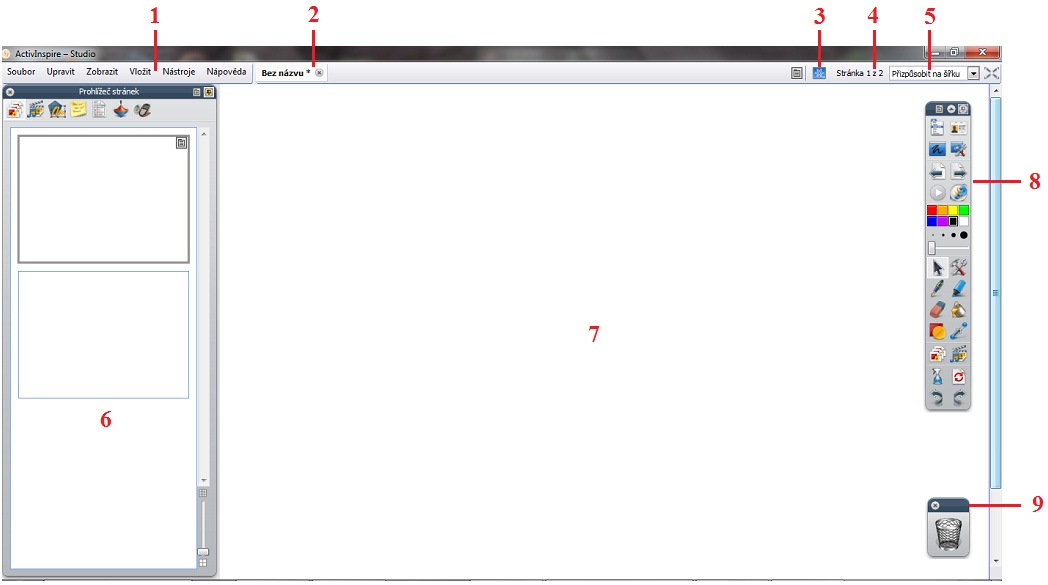 1 2 3 4 5
ActivInspire – Studio
Soubor Upravit Zobrazit Vložit Nástroje Nápověda Bez názvu * Stránka 1 z 2 Přizpůsobit na šířku
Prohlížeč stránek
8
7
6
9